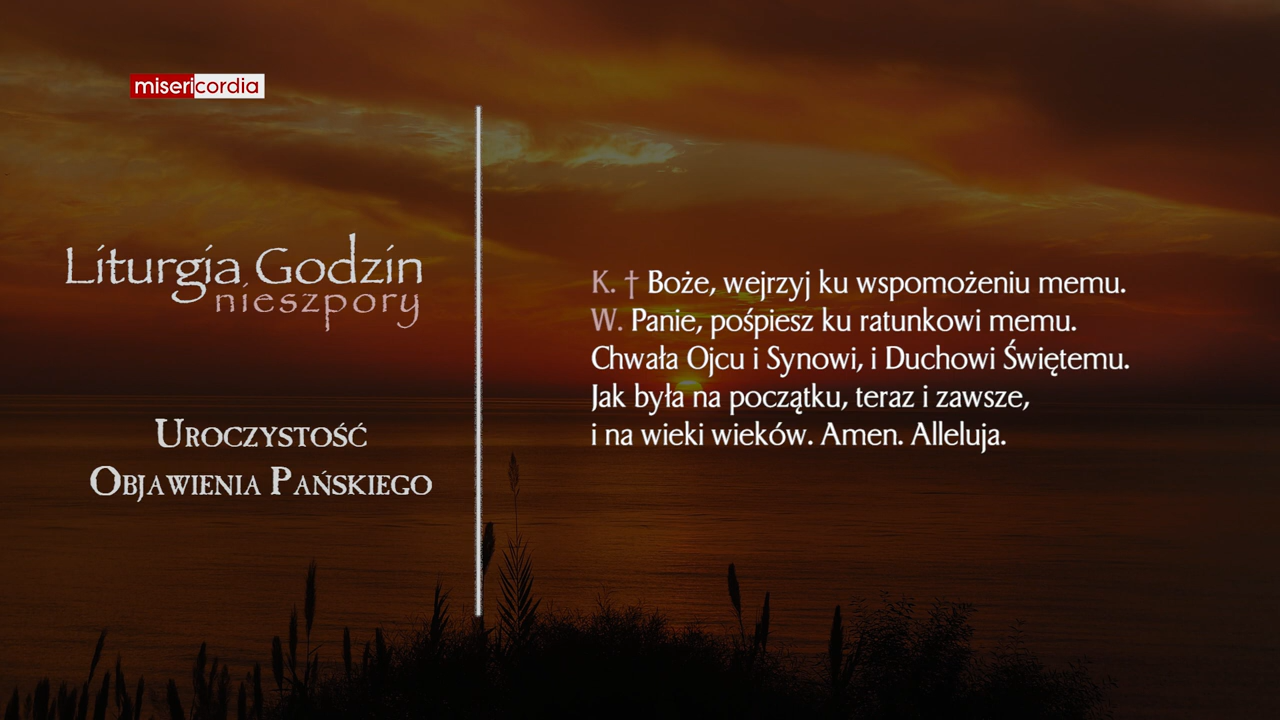 misericordia
Liturgia Godzin
nieszpory
Uroczystość
Objawienia Pańskiego
K. † Boże, wejrzyj ku wspomożeniu memu.
W. Panie, pośpiesz ku ratunkowi memu.
Chwała Ojcu i Synowi, i Duchowi Świętemu.
Jak była na początku, teraz i zawsze,
i na wieki wieków. Amen. Alleluja.